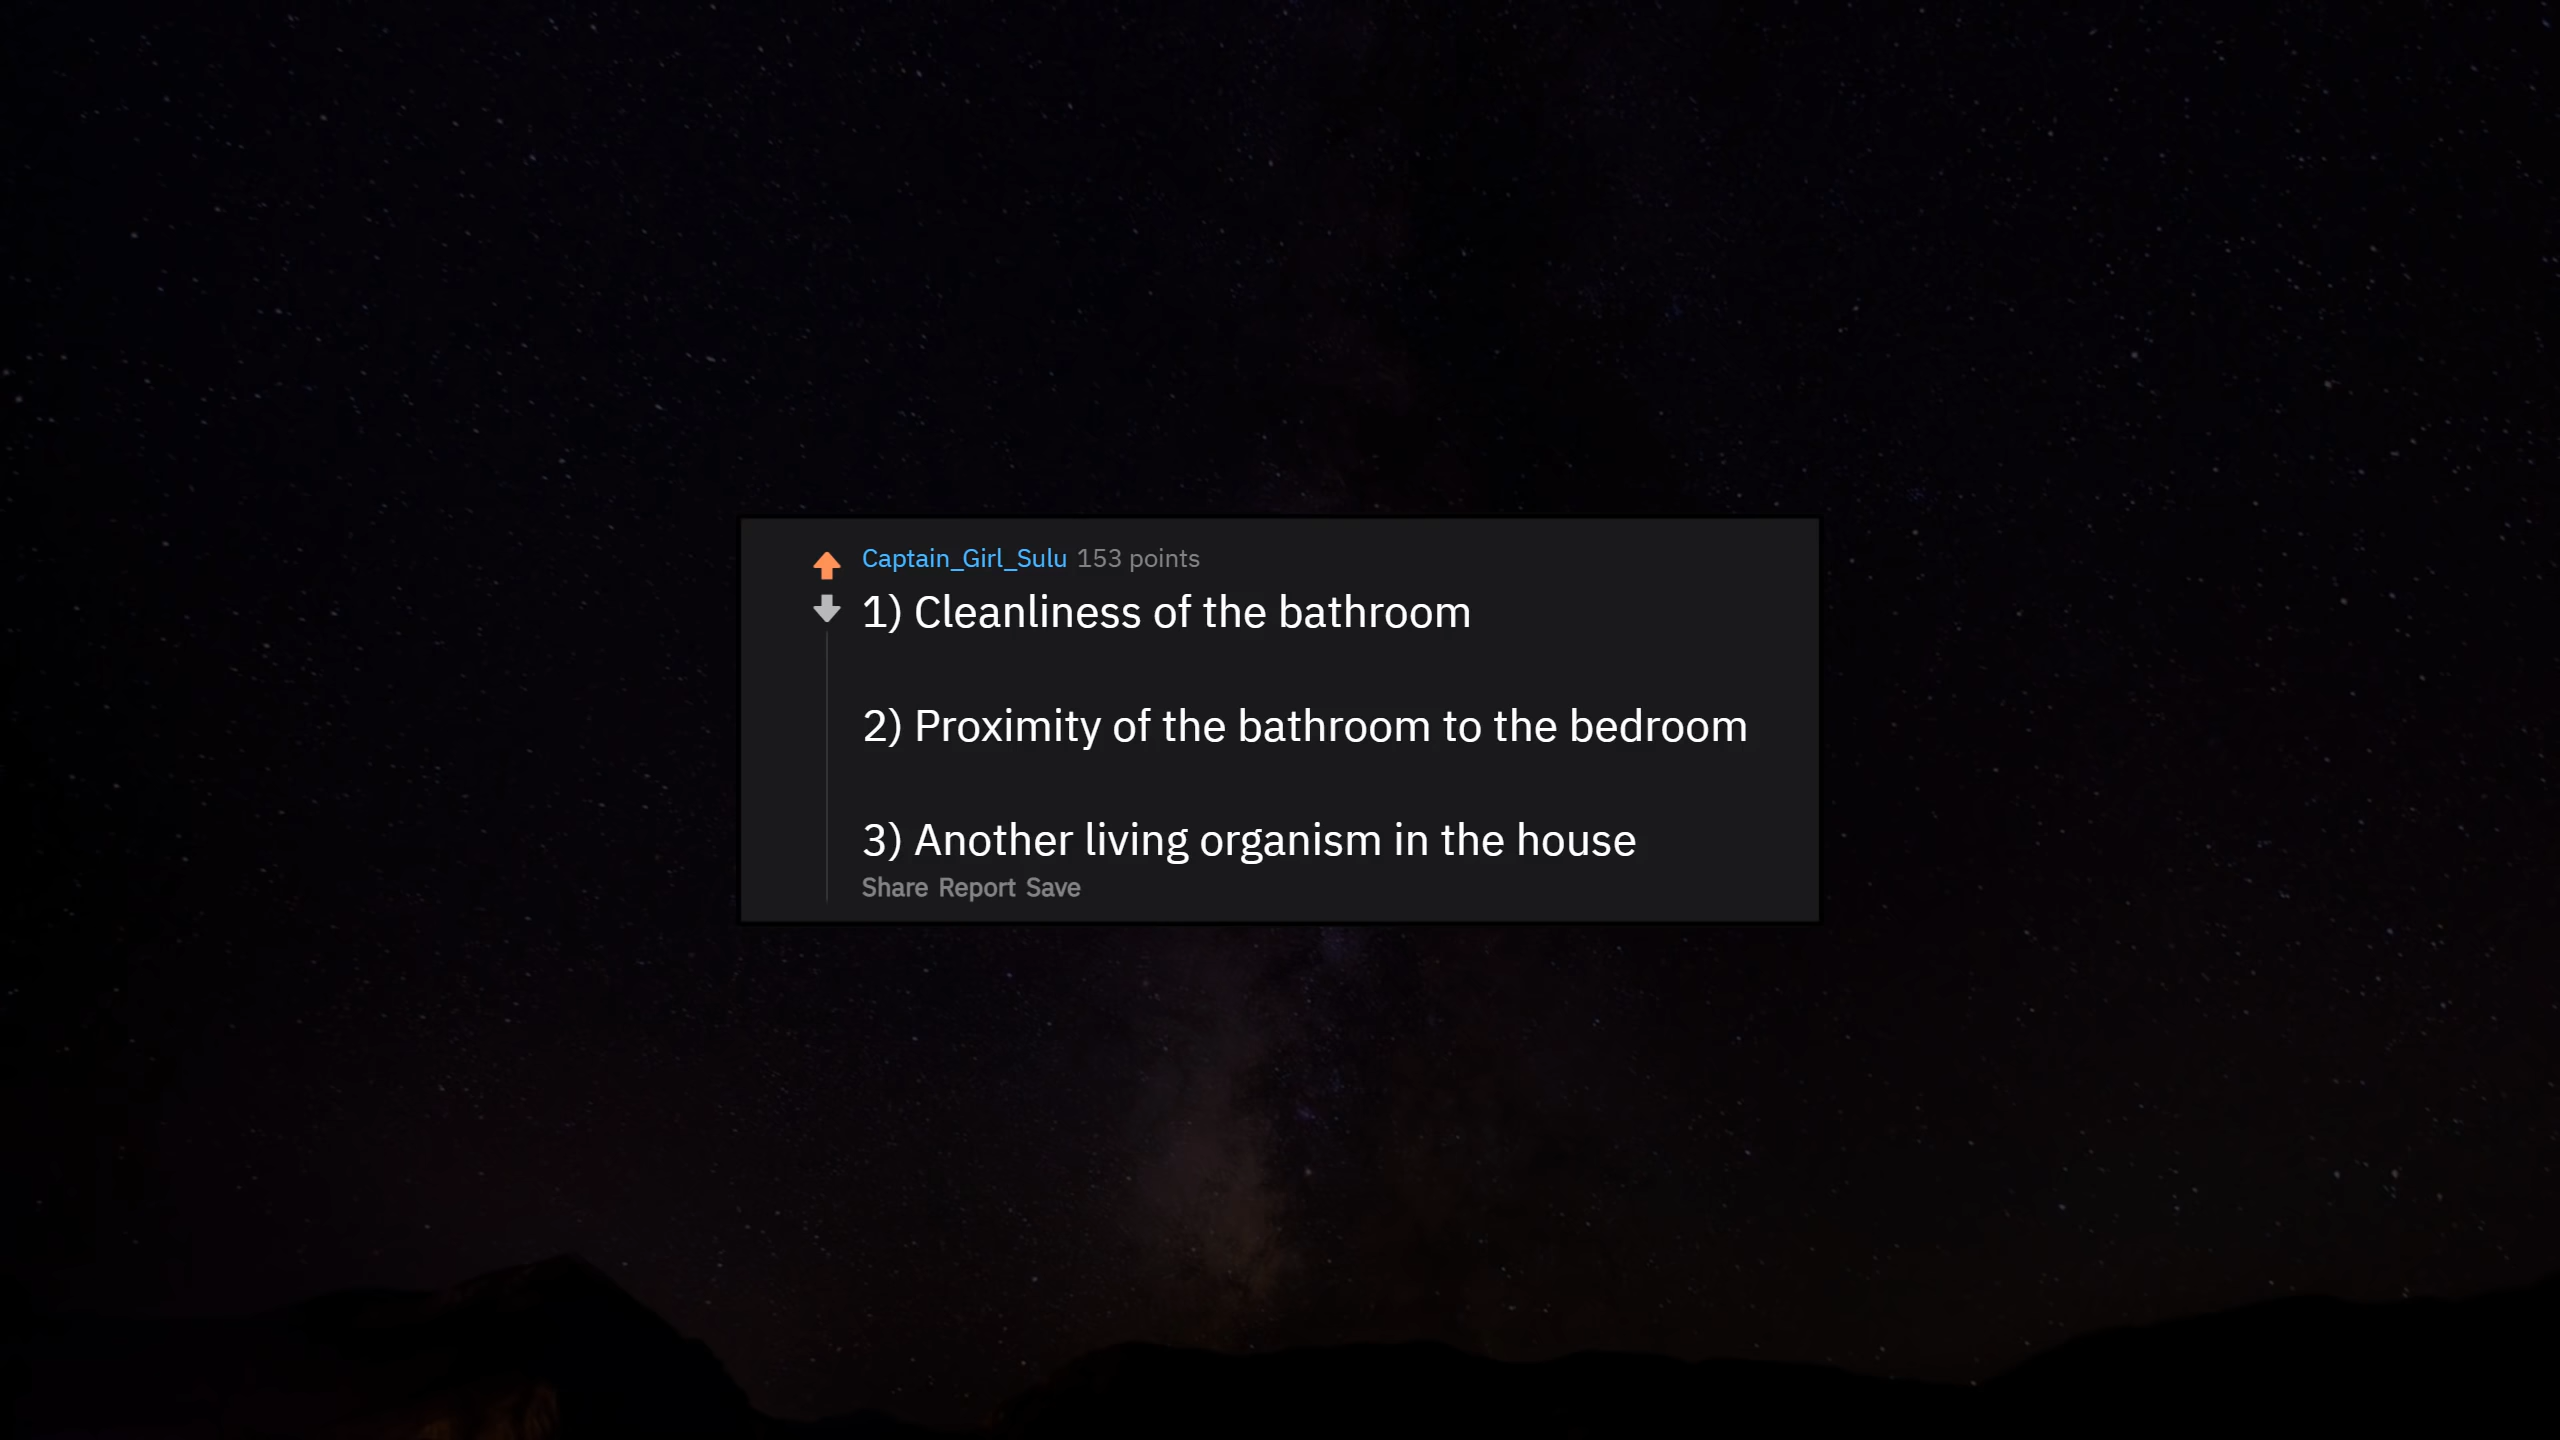 Captain_Girl_Sulu 153 points
1) Cleanliness of the bathroom
2) Proximity of the bathroom to the bedroom
3) Another living organism in the house
Share Report Save